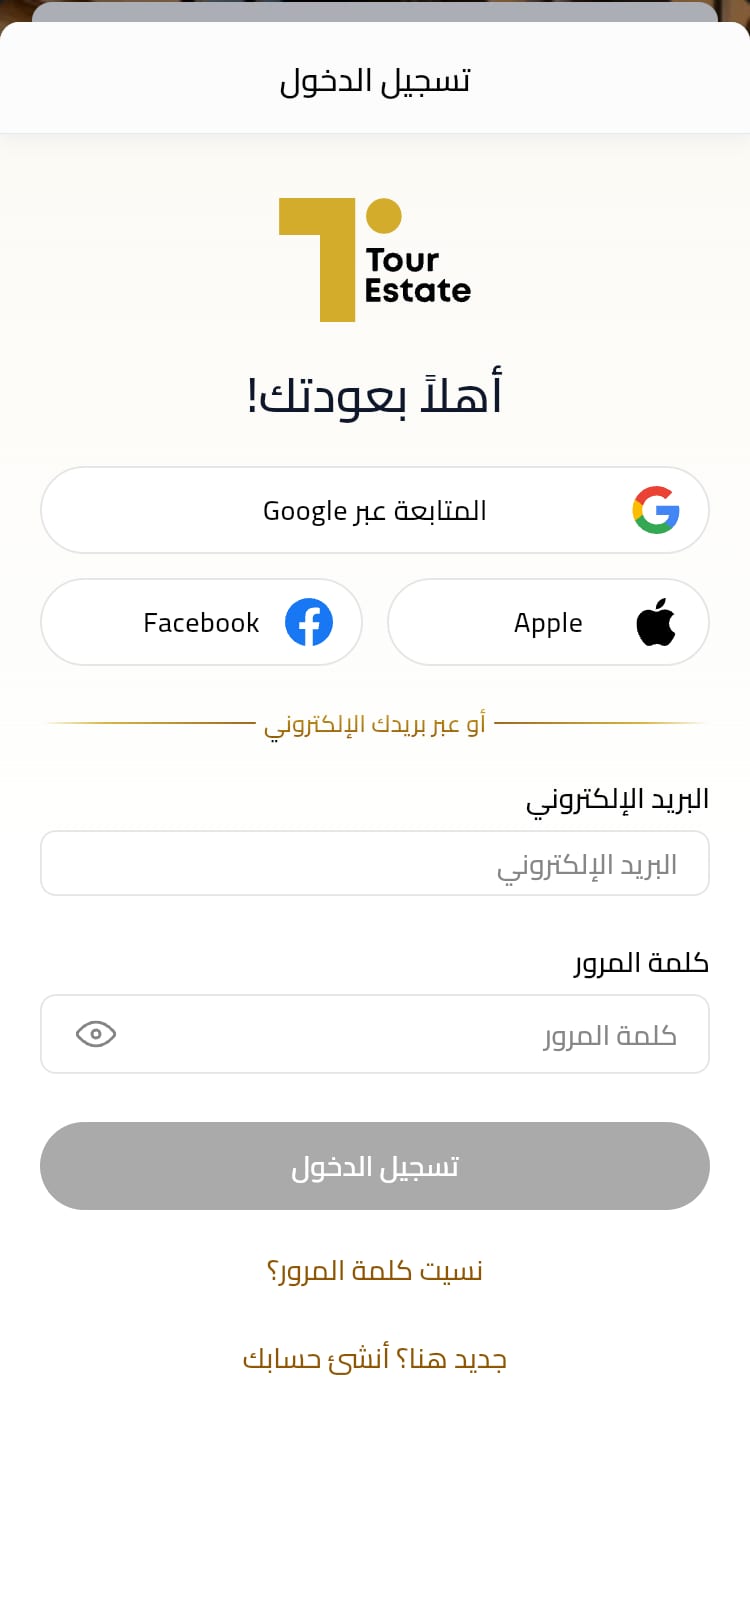 تسجيل الدخول
Tour
Estate
أهلاً بعودتك!
المتابعة عبر Google
Apple
Facebook
أو عبر بريدك الإلكتروني
البريد الإلكتروني
البريد الإلكتروني
كلمة المرور
كلمة المرور
تسجيل الدخول
نسيت كلمة المرور؟
جديد هنا؟ أنشئ حسابك